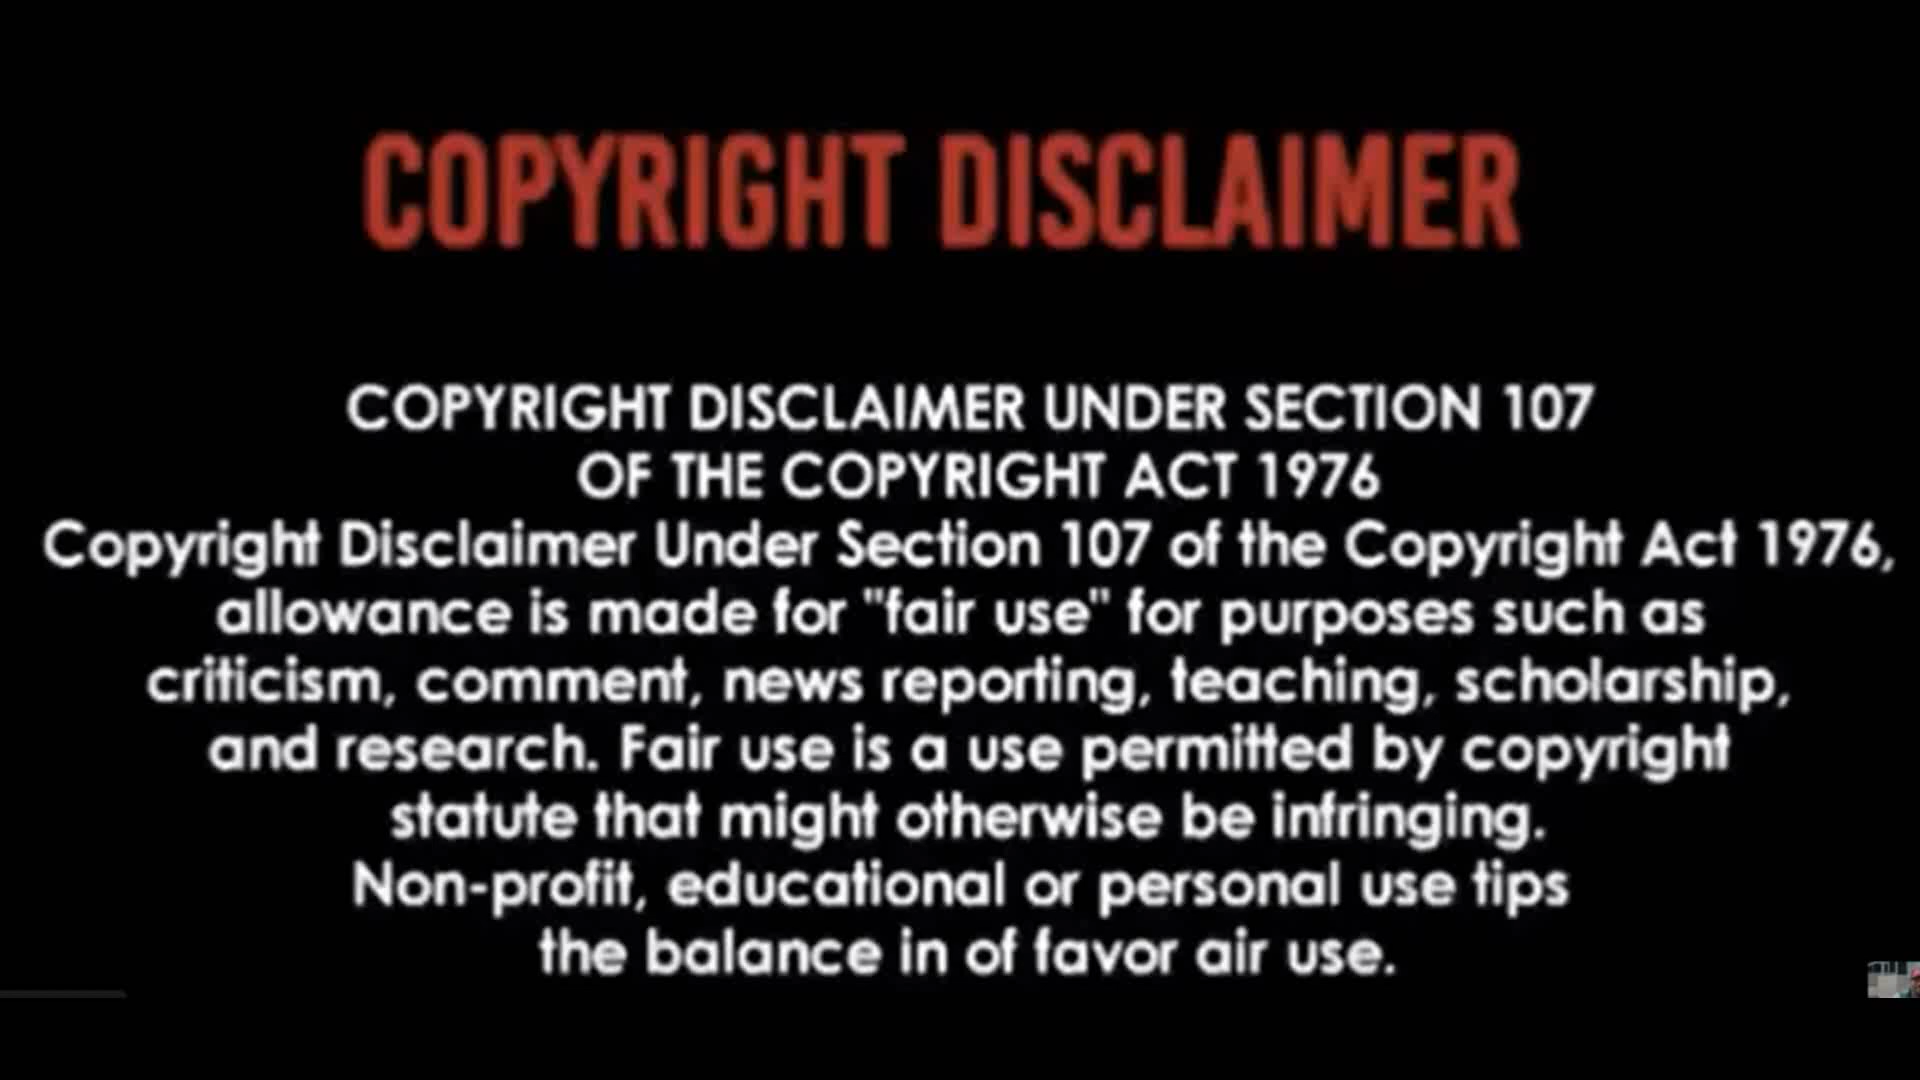 COPYRIGHT DISCLAIMER
COPYRIGHT DISCLAIMER UNDER SECTION 107
OF THE COPYRIGHT ACT 1976
Copyright Disclaimer Under Section 107 of the Copyright Act 1976,
allowance is made for "fair use" for purposes such as
criticism, comment, news reporting, teaching, scholarship,
and research. Fair use is a use permitted by copyright
statute that might otherwise be infringing.
Non-profit, educational or personal use tips
the balance in of favor air use.